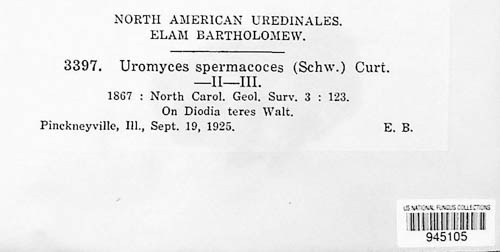 NORTH AMERICAN UREDINALES.
ELAM BARTHOLOMEW.
3397. Uromyces spermacoces (Schw.) Curt.
—II—III.
1867 : North Carol. Geol. Surv. 3 : 123.
On Diodia teres Walt.
Pinckneyville, Ill., Sept. 19, 1925. E. B.
US NATIONAL FUNGUS COLLECTIONS
945105